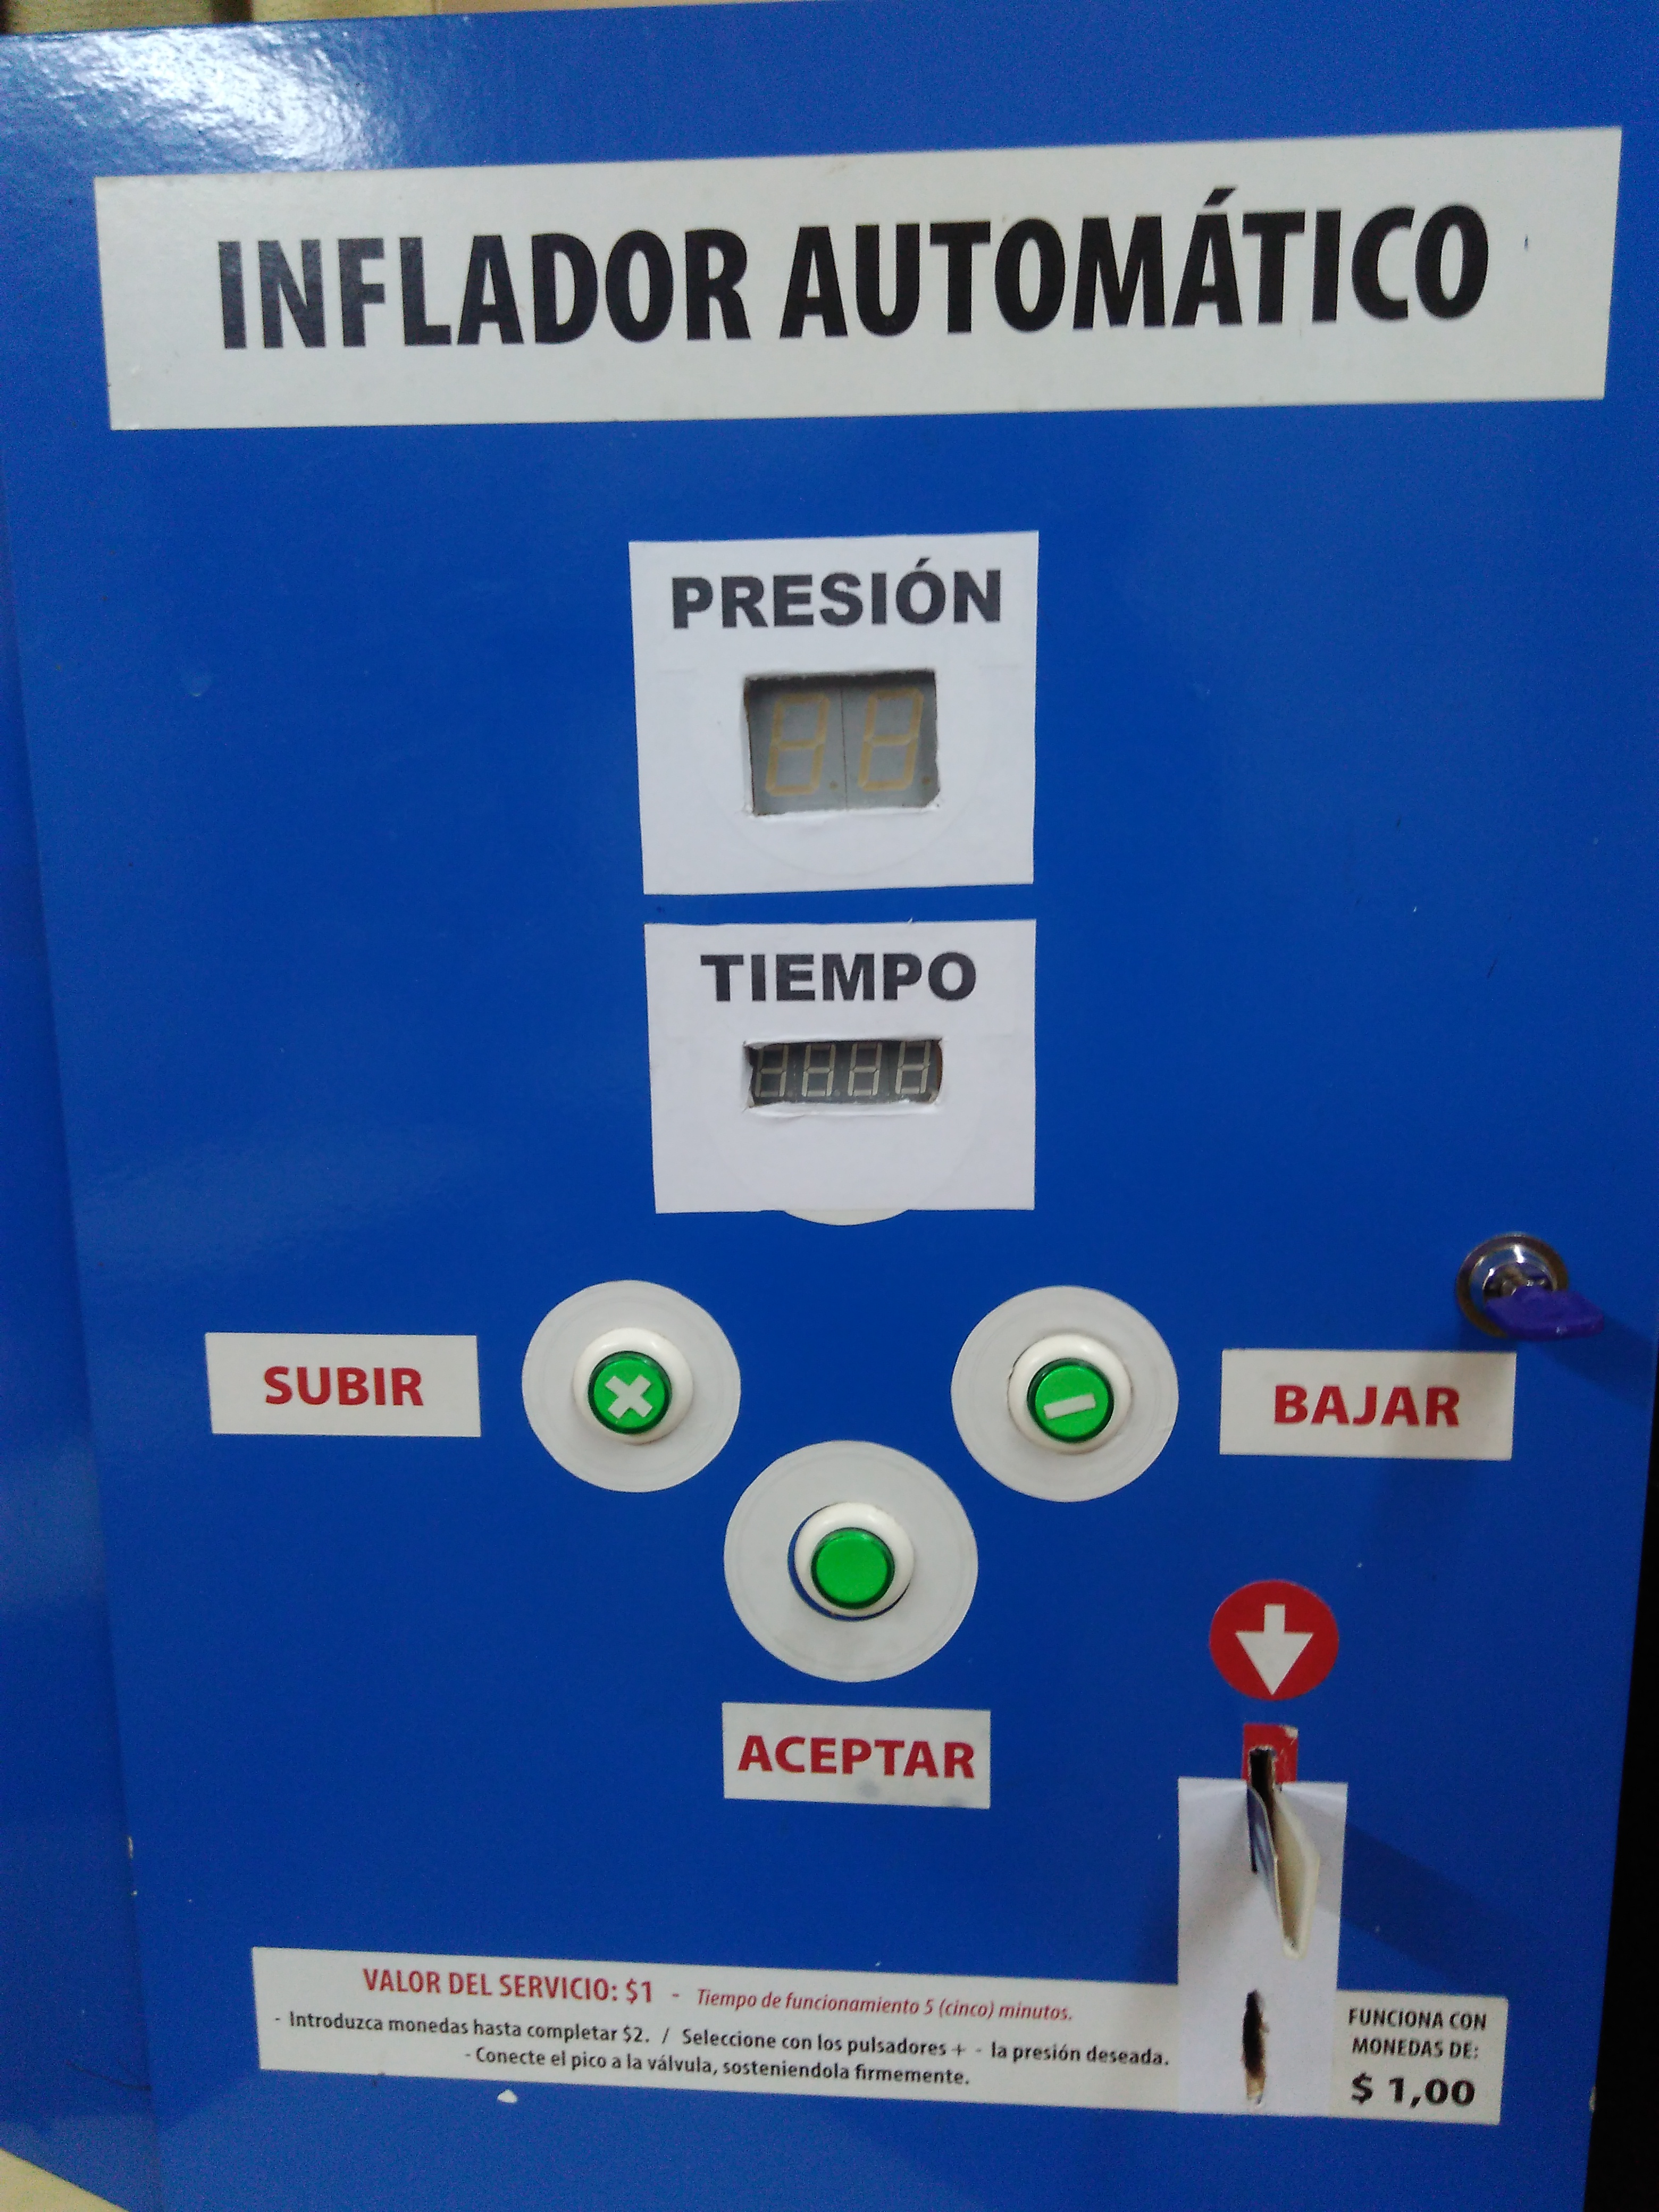 INFLADOR AUTOMÁTICO
PRESIÓN
TIEMPO
SUBIR
BAJAR
ACEPTAR
VALOR DEL SERVICIO: $1 - Tiempo de funcionamiento 5 (cinco) minutos.
- Introduzca monedas hasta completar $2. / Seleccione con los pulsadores + - la presión deseada.
- Conecte el pico a la válvula, sosteniendola firmemente.
FUNCIONA CON
MONEDAS DE:
$ 1,00